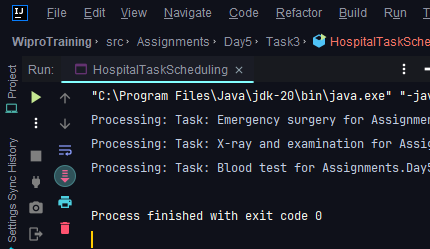 IJ File Edit View Navigate Code Refactor Build Run
WiproTraining src Assignments Day5 Task3 HospitalTaskSche
Run: HospitalTaskScheduling
Project
Settings Sync History
"C:\Program Files\Java\jdk-20\bin\java.exe" "-jav
Processing: Task: Emergency surgery for Assignmen
Processing: Task: X-ray and examination for Assig
Processing: Task: Blood test for Assignments.Day5
Process finished with exit code 0